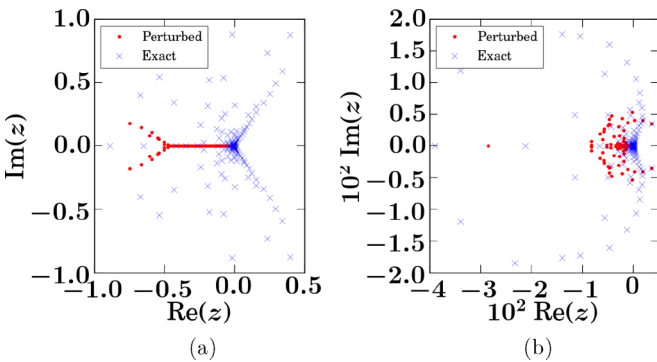 1.0
0.5
0.0
−0.5
−1.0
Im(z)
Perturbed
Exact
−1.0 −0.5 0.0 0.5
Re(z)
(a)
2.0
1.5
1.0
0.5
0.0
−0.5
−1.0
−1.5
−2.0
10² Im(z)
Perturbed
Exact
−4 −3 −2 −1 0
10² Re(z)
(b)